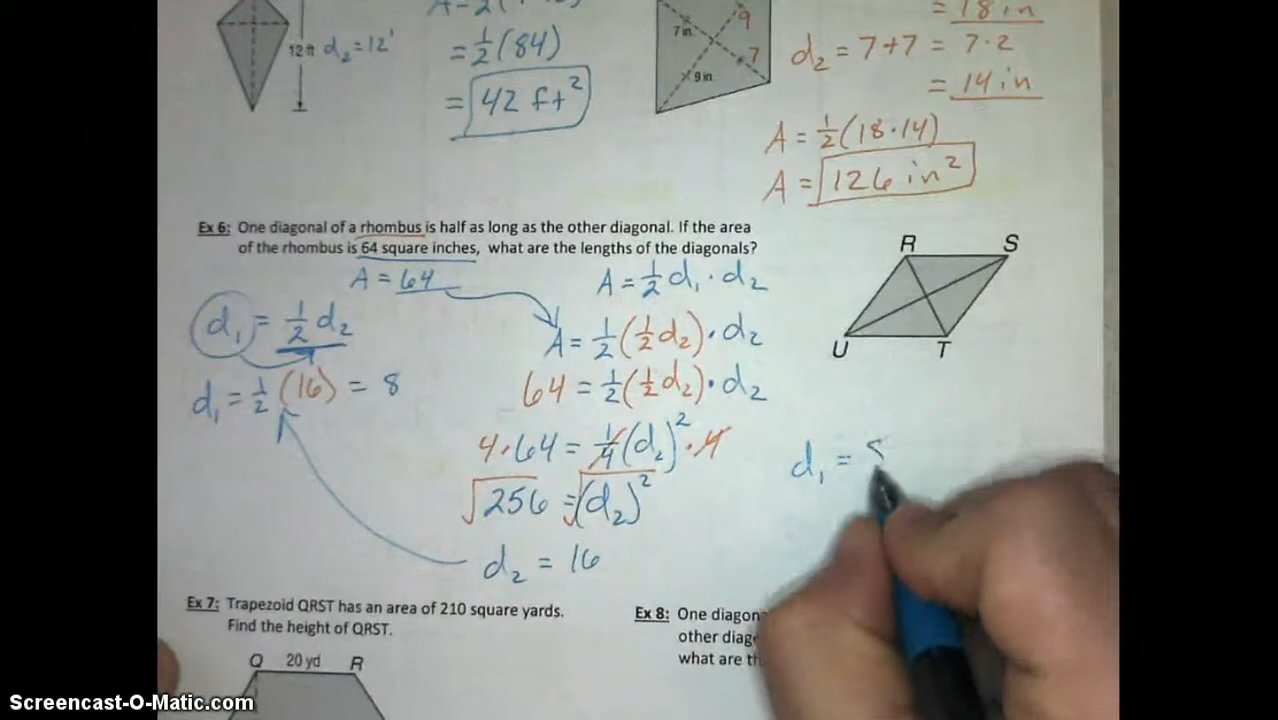 = 18 in
12 ft d₂ = 12'
= ½(84)
= 42 ft²
7 in.
9
7
9 in.
d₂ = 7+7 = 7·2
= 14 in
A = ½(18·14)
A = 126 in²
Ex 6: One diagonal of a rhombus is half as long as the other diagonal. If the area
of the rhombus is 64 square inches, what are the lengths of the diagonals?
A = 64
A = ½d₁·d₂
d₁ = ½d₂
A = ½(½d₂)·d₂
d₁ = ½(16) = 8
64 = ½(½d₂)·d₂
4·64 = ¼(d₂)²·4
√256 = √(d₂)²
d₂ = 16
R S
U T
d₁ =
Ex 7: Trapezoid QRST has an area of 210 square yards.
Find the height of QRST.
Q 20 yd R
Ex 8: One diagon
other diag
what are th
Screencast-O-Matic.com